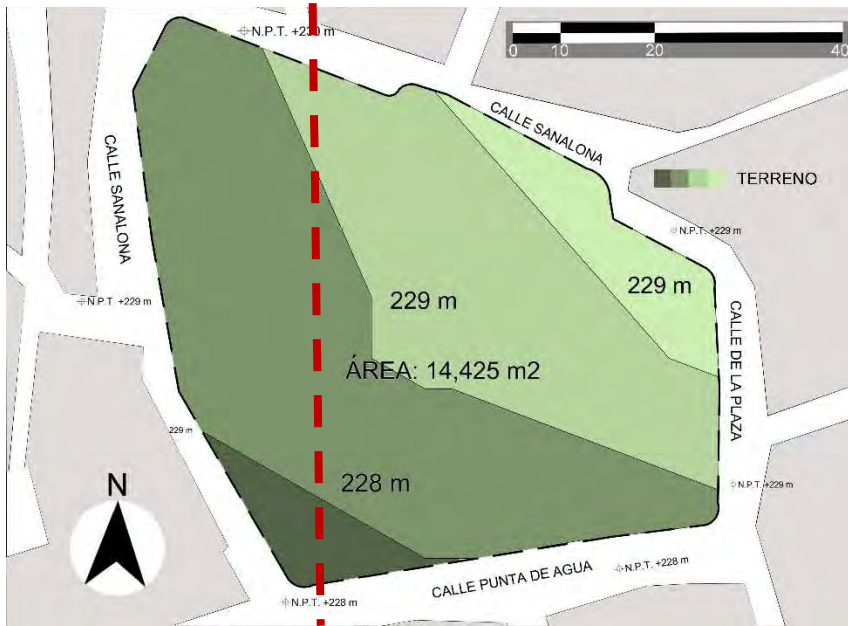 N.P.T. +230 m
0 10 20 40
CALLE SANALONA
TERRENO
CALLE SANALONA
N.P.T. +229 m
229 m
229 m
N.P.T. +229 m
CALLE DE LA PLAZA
ÁREA: 14,425 m2
229 m
228 m
N.P.T. +229 m
N
N.P.T. +228 m
CALLE PUNTA DE AGUA
N.P.T. +228 m